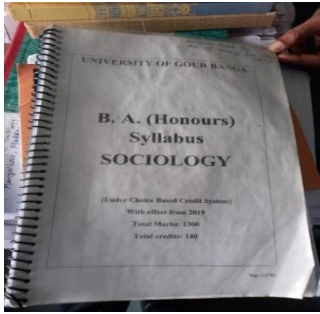 UNIVERSITY OF GOUR BANGA
B. A. (Honours)
Syllabus
SOCIOLOGY
(Under Choice Based Credit System)
With effect from 2019
Total Marks: 1300
Total credits: 140